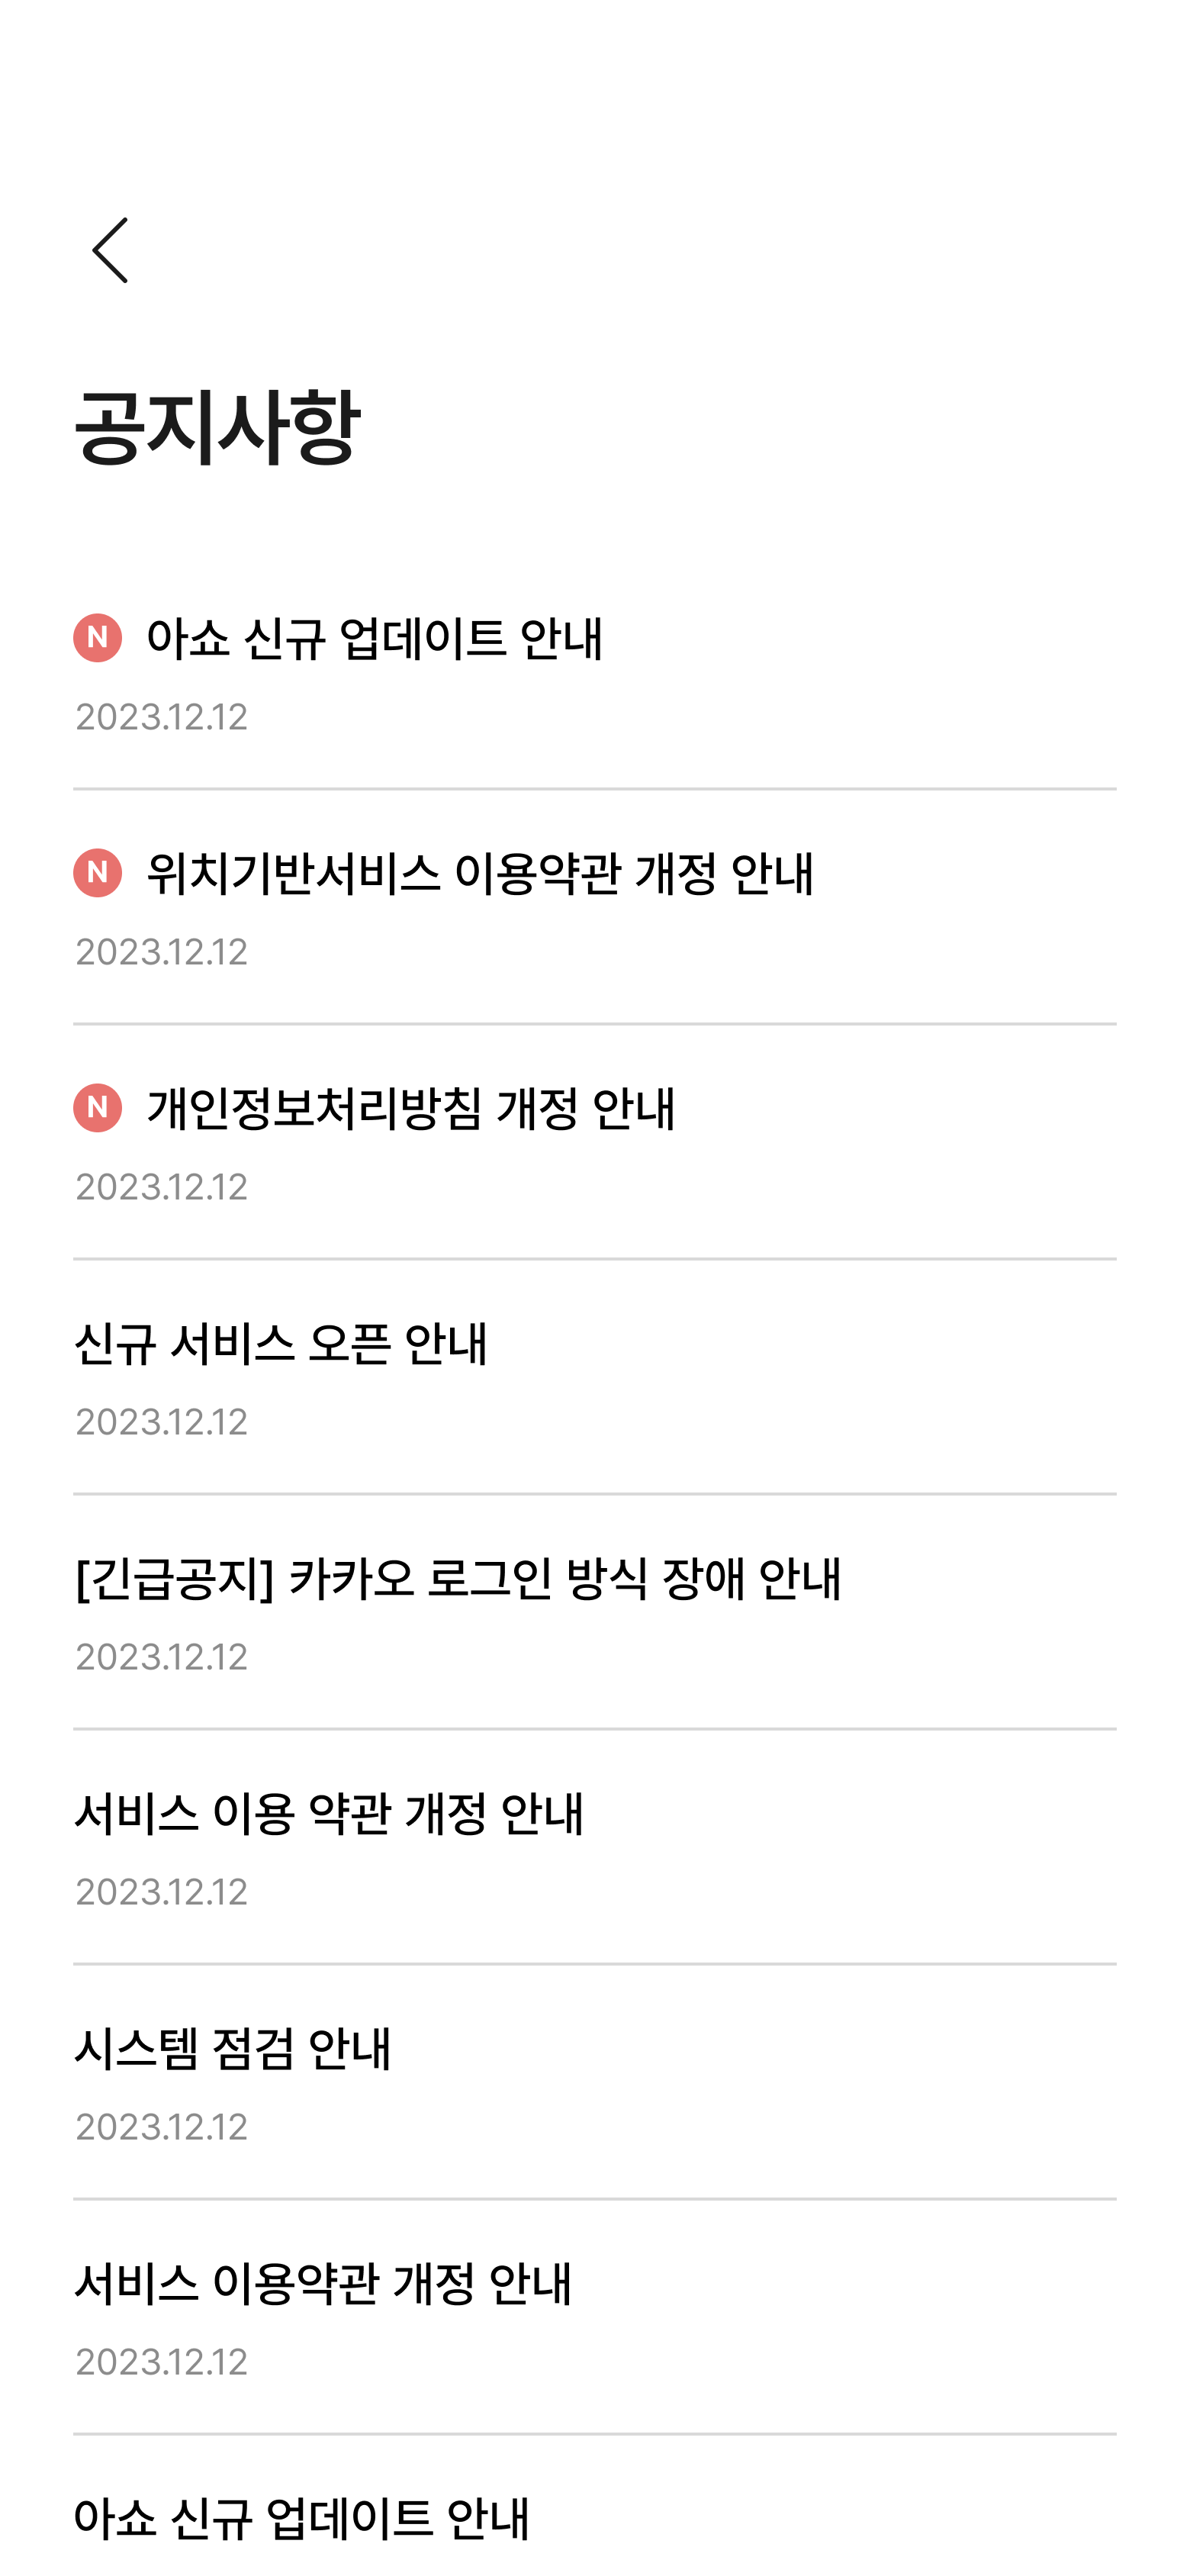 공지사항
N 아쇼 신규 업데이트 안내
2023.12.12
N 위치기반서비스 이용약관 개정 안내
2023.12.12
N 개인정보처리방침 개정 안내
2023.12.12
신규 서비스 오픈 안내
2023.12.12
[긴급공지] 카카오 로그인 방식 장애 안내
2023.12.12
서비스 이용 약관 개정 안내
2023.12.12
시스템 점검 안내
2023.12.12
서비스 이용약관 개정 안내
2023.12.12
아쇼 신규 업데이트 안내